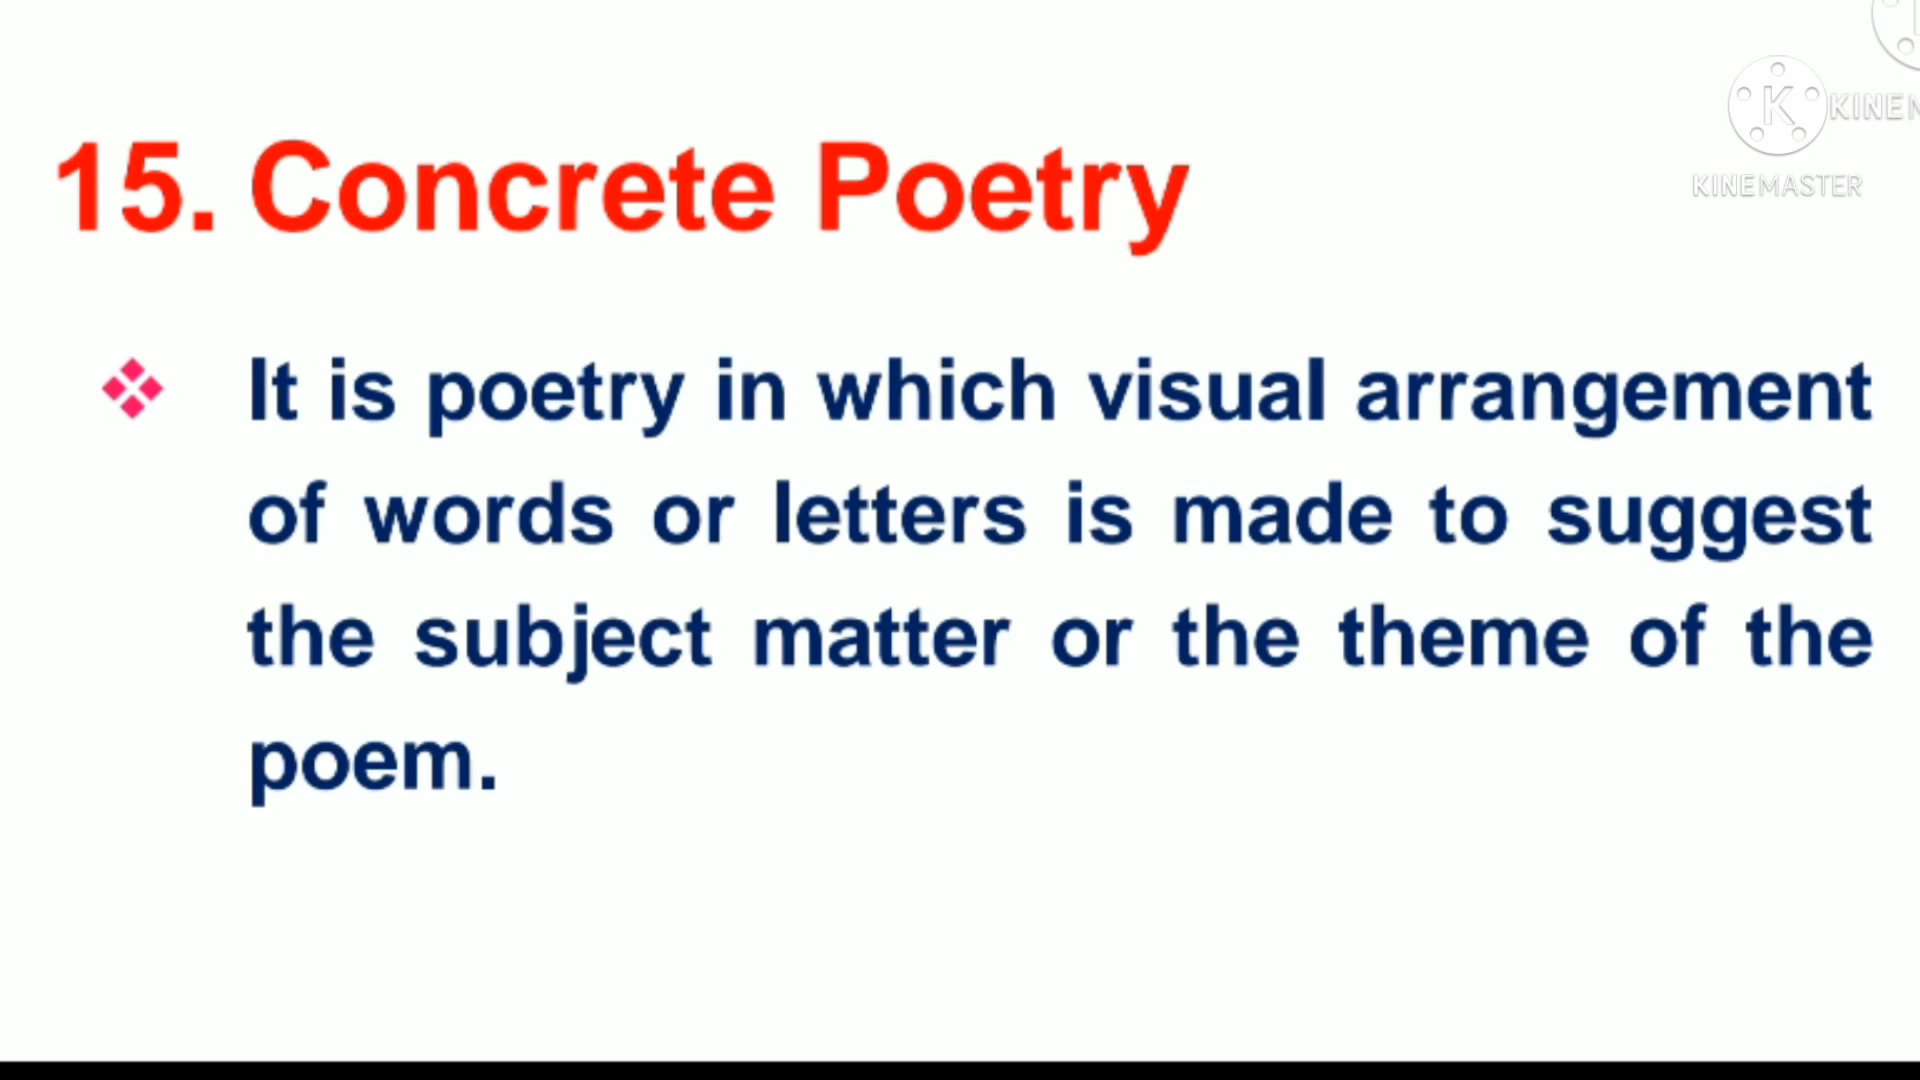 KINEM
KINEMASTER
15. Concrete Poetry
❖ It is poetry in which visual arrangement
of words or letters is made to suggest
the subject matter or the theme of the
poem.